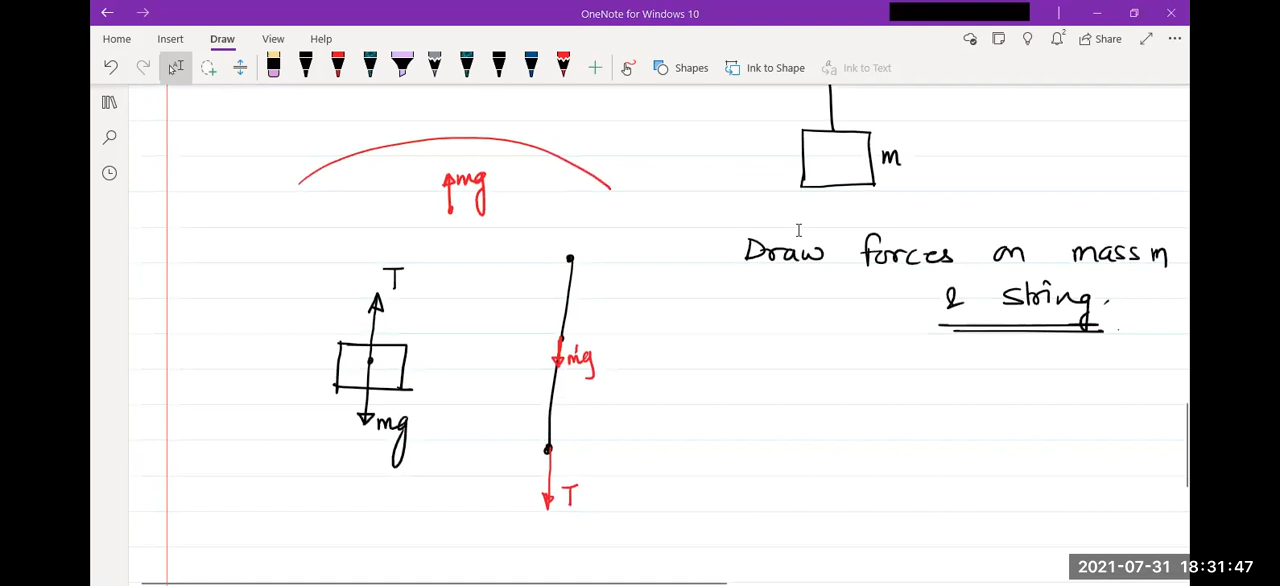 OneNote for Windows 10
Home Insert Draw View Help
Share
Shapes Ink to Shape Ink to Text
m
mg
Draw forces on mass m
& string.
T
m'g
mg
T
2021-07-31 18:31:47